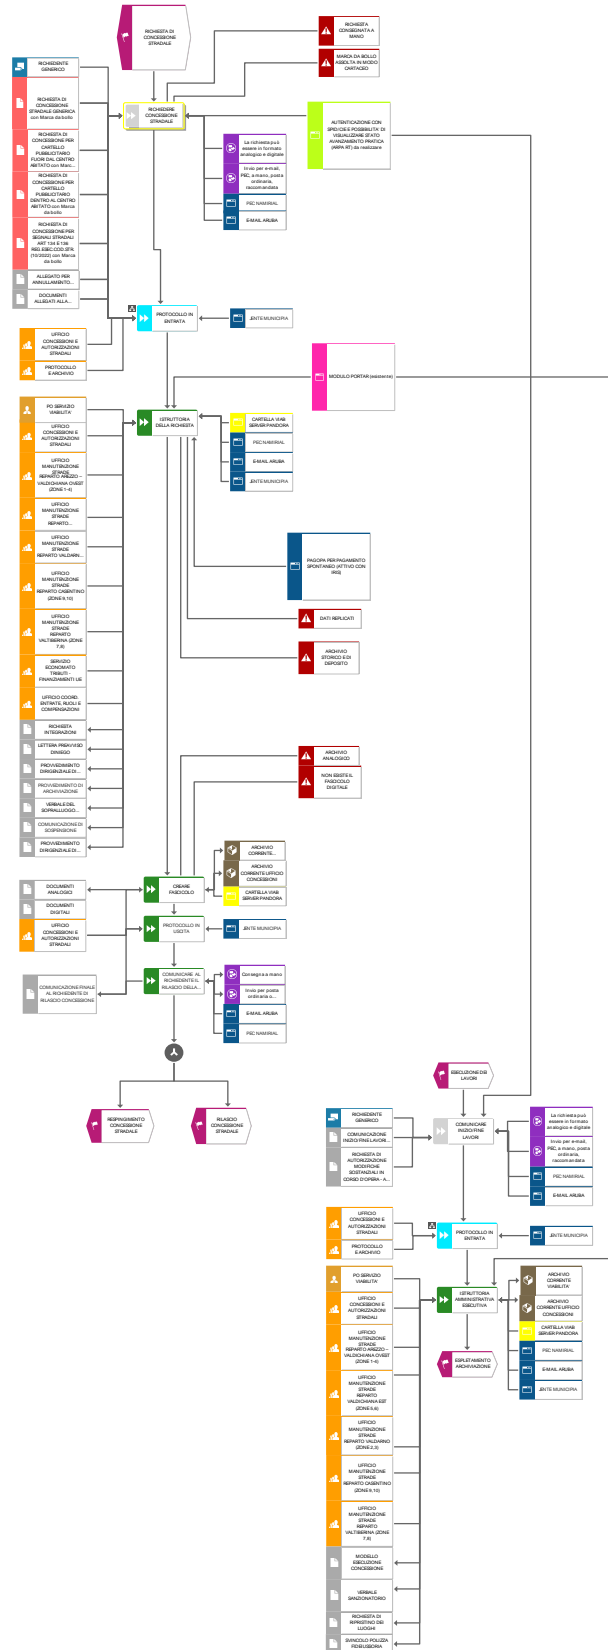 RICHIESTA DI
CONCESSIONE
STRADALE
RICHIESTA
CONSEGNATA A
MANO
MARCA DA BOLLO
ASSOLTA IN MODO
CARTACEO
RICHIEDENTE
GENERICO
RICHIESTA DI
CONCESSIONE
STRADALE GENERICA
con Marca da bollo
RICHIESTA DI
CONCESSIONE PER
CARTELLO
PUBBLICITARIO
FUORI DAL CENTRO
ABITATO con Marc...
RICHIESTA DI
CONCESSIONE PER
CARTELLO
PUBBLICITARIO
DENTRO AL CENTRO
ABITATO con Marca
da bollo
RICHIESTA DI
CONCESSIONE PER
SEGNALI STRADALI
ART 134 E 136
REG.ESEC.COD.STR.
(10/2022) con Marca
da bollo
ALLEGATO PER
ANNULLAMENTO...
DOCUMENTI
ALLEGATI ALLA...
RICHIEDERE
CONCESSIONE
STRADALE
AUTENTICAZIONE CON
SPID/CIE E POSSIBILITA' DI
VISUALIZZARE STATO
AVANZAMENTO PRATICA
(ARPA RT) da realizzare
La richiesta può
essere in formato
analogico e digitale
Invio per e-mail,
PEC, a mano, posta
ordinaria,
raccomandata
PEC NAMIRIAL
E-MAIL ARUBA
PROTOCOLLO IN
ENTRATA
J.ENTE MUNICIPIA
UFFICIO
CONCESSIONI E
AUTORIZZAZIONI
STRADALI
PROTOCOLLO
E ARCHIVIO
MODULO PORTAR (esistente)
PO SERVIZIO
VIABILITA'
UFFICIO
CONCESSIONI E
AUTORIZZAZIONI
STRADALI
UFFICIO
MANUTENZIONE
STRADE
REPARTO AREZZO –
VALDICHIANA OVEST
(ZONE 1-4)
UFFICIO
MANUTENZIONE
STRADE
REPARTO...
UFFICIO
MANUTENZIONE
STRADE
REPARTO VALDARN...
UFFICIO
MANUTENZIONE
STRADE
REPARTO CASENTINO
(ZONE 9,10)
UFFICIO
MANUTENZIONE
STRADE
REPARTO
VALTIBERINA (ZONE
7,8)
SERVIZIO
ECONOMATO
TRIBUTI -
FINANZIAMENTI UE
UFFICIO COORD.
ENTRATE, RUOLI E
COMPENSAZIONI
RICHIESTA
INTEGRAZIONI
LETTERA PREAVVISO
DINIEGO
PROVVEDIMENTO
DIRIGENZIALE DI...
PROVVEDIMENTO DI
ARCHIVIAZIONE
VERBALE DEL
SOPRALLUOGO...
COMUNICAZIONE DI
SOSPENSIONE
PROVVEDIMENTO
DIRIGENZIALE DI...
ISTRUTTORIA
DELLA RICHIESTA
CARTELLA VIAB
SERVER PANDORA
PEC NAMIRIAL
E-MAIL ARUBA
J.ENTE MUNICIPIA
PAGOPA PER PAGAMENTO
SPONTANEO (ATTIVO CON
IRIS)
DATI REPLICATI
ARCHIVIO
STORICO E DI
DEPOSITO
ARCHIVIO
ANALOGICO
NON ESISTE IL
FASCICOLO
DIGITALE
DOCUMENTI
ANALOGICI
DOCUMENTI
DIGITALI
UFFICIO
CONCESSIONI E
AUTORIZZAZIONI
STRADALI
CREARE
FASCICOLO
ARCHIVIO
CORRENTE...
ARCHIVIO
CORRENTE UFFICIO
CONCESSIONI
CARTELLA VIAB
SERVER PANDORA
PROTOCOLLO IN
USCITA
J.ENTE MUNICIPIA
COMUNICAZIONE FINALE
AL RICHIEDENTE DI
RILASCIO CONCESSIONE
COMUNICARE AL
RICHIEDENTE IL
RILASCIO DELLA...
Consegna a mano
Invio per posta
ordinaria o...
E-MAIL ARUBA
PEC NAMIRIAL
RESPINGIMENTO
CONCESSIONE
STRADALE
RILASCIO
CONCESSIONE
STRADALE
ESECUZIONE DEI
LAVORI
RICHIEDENTE
GENERICO
COMUNICAZIONE
INIZIO/FINE LAVORI...
RICHIESTA DI
AUTORIZZAZIONE
MODIFICHE
SOSTANZIALI IN
CORSO D'OPERA - A...
COMUNICARE
INIZIO/FINE
LAVORI
La richiesta può
essere in formato
analogico e digitale
Invio per e-mail,
PEC, a mano, posta
ordinaria,
raccomandata
PEC NAMIRIAL
E-MAIL ARUBA
UFFICIO
CONCESSIONI E
AUTORIZZAZIONI
STRADALI
PROTOCOLLO
E ARCHIVIO
PROTOCOLLO IN
ENTRATA
J.ENTE MUNICIPIA
PO SERVIZIO
VIABILITA'
UFFICIO
CONCESSIONI E
AUTORIZZAZIONI
STRADALI
UFFICIO
MANUTENZIONE
STRADE
REPARTO AREZZO –
VALDICHIANA OVEST
(ZONE 1-4)
UFFICIO
MANUTENZIONE
STRADE
REPARTO
VALDICHIANA EST
(ZONE 5,6)
UFFICIO
MANUTENZIONE
STRADE
REPARTO VALDARNO
(ZONE 2,3)
UFFICIO
MANUTENZIONE
STRADE
REPARTO CASENTINO
(ZONE 9,10)
UFFICIO
MANUTENZIONE
STRADE
REPARTO
VALTIBERINA (ZONE
7,8)
MODELLO
ESECUZIONE
CONCESSIONE
VERBALE
SANZIONATORIO
RICHIESTA DI
RIPRISTINO DEI
LUOGHI
SVINCOLO POLIZZA
FIDEIUSSORIA
ISTRUTTORIA
AMMINISTRATIVA
ESECUTIVA
ARCHIVIO
CORRENTE
VIABILITA'
ARCHIVIO
CORRENTE UFFICIO
CONCESSIONI
CARTELLA VIAB
SERVER PANDORA
PEC NAMIRIAL
E-MAIL ARUBA
J.ENTE MUNICIPIA
ESPLETAMENTO
ARCHIVIAZIONE